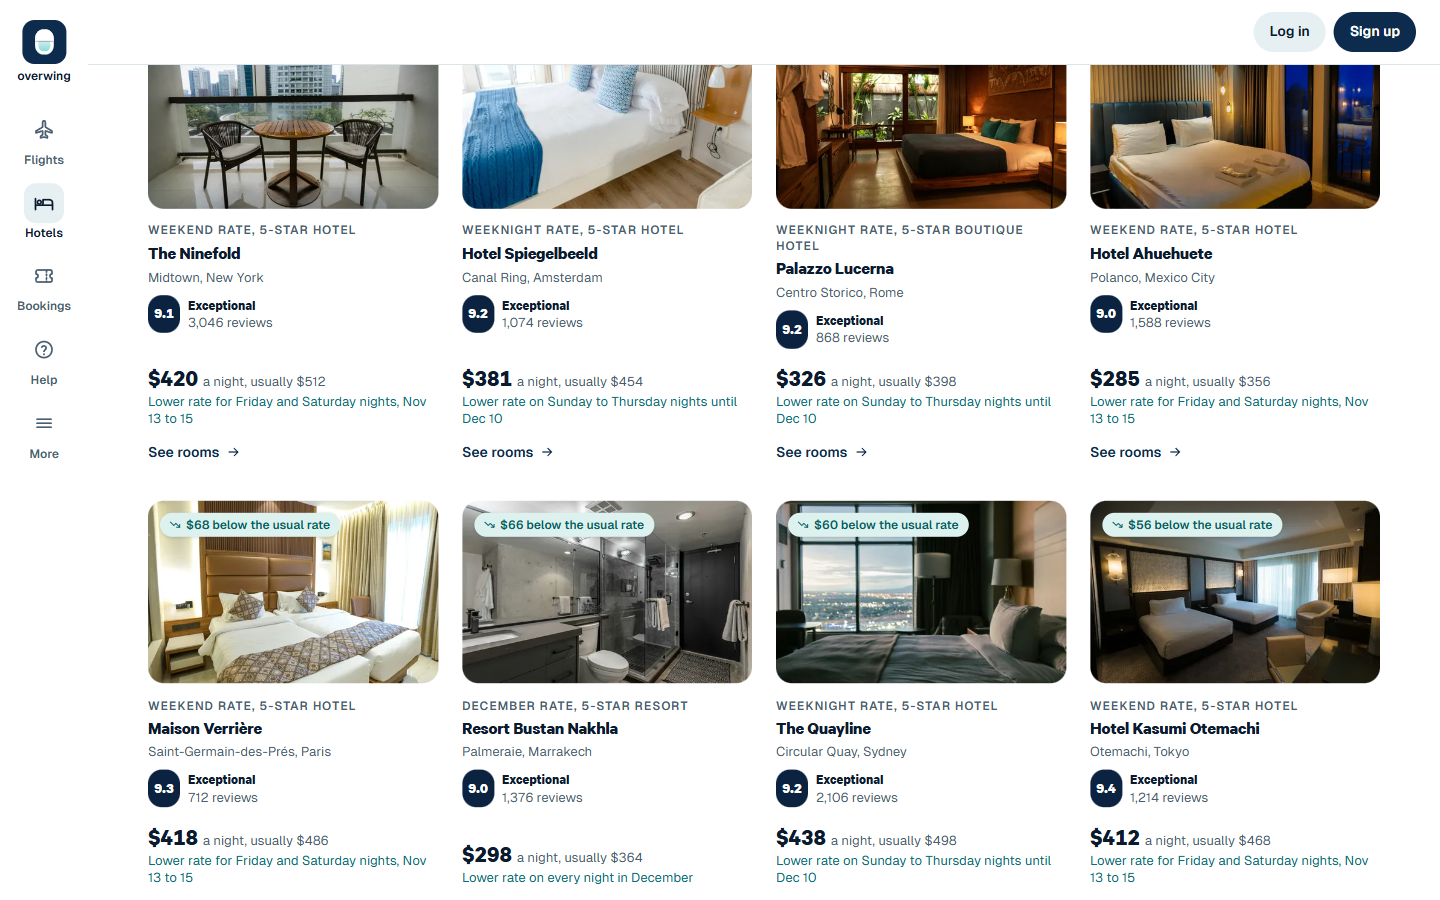 overwing
Log in
Sign up
Flights
Hotels
Bookings
Help
More
WEEKEND RATE, 5-STAR HOTEL
The Ninefold
Midtown, New York
9.1
Exceptional
3,046 reviews
$420 a night, usually $512
Lower rate for Friday and Saturday nights, Nov
13 to 15
See rooms
WEEKNIGHT RATE, 5-STAR HOTEL
Hotel Spiegelbeeld
Canal Ring, Amsterdam
9.2
Exceptional
1,074 reviews
$381 a night, usually $454
Lower rate on Sunday to Thursday nights until
Dec 10
See rooms
WEEKNIGHT RATE, 5-STAR BOUTIQUE
HOTEL
Palazzo Lucerna
Centro Storico, Rome
9.2
Exceptional
868 reviews
$326 a night, usually $398
Lower rate on Sunday to Thursday nights until
Dec 10
See rooms
WEEKEND RATE, 5-STAR HOTEL
Hotel Ahuehuete
Polanco, Mexico City
9.0
Exceptional
1,588 reviews
$285 a night, usually $356
Lower rate for Friday and Saturday nights, Nov
13 to 15
See rooms
$68 below the usual rate
WEEKEND RATE, 5-STAR HOTEL
Maison Verrière
Saint-Germain-des-Prés, Paris
9.3
Exceptional
712 reviews
$418 a night, usually $486
Lower rate for Friday and Saturday nights, Nov
13 to 15
$66 below the usual rate
DECEMBER RATE, 5-STAR RESORT
Resort Bustan Nakhla
Palmeraie, Marrakech
9.0
Exceptional
1,376 reviews
$298 a night, usually $364
Lower rate on every night in December
$60 below the usual rate
WEEKNIGHT RATE, 5-STAR HOTEL
The Quayline
Circular Quay, Sydney
9.2
Exceptional
2,106 reviews
$438 a night, usually $498
Lower rate on Sunday to Thursday nights until
Dec 10
$56 below the usual rate
WEEKEND RATE, 5-STAR HOTEL
Hotel Kasumi Otemachi
Otemachi, Tokyo
9.4
Exceptional
1,214 reviews
$412 a night, usually $468
Lower rate for Friday and Saturday nights, Nov
13 to 15